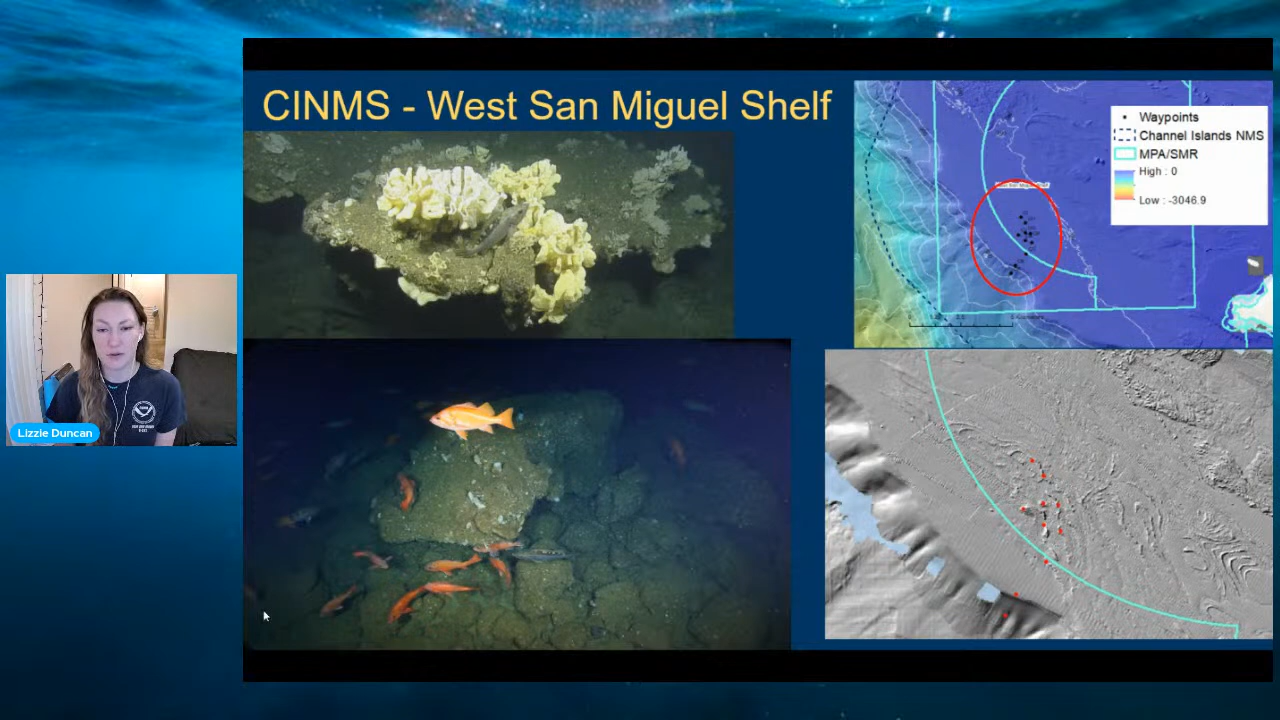 CINMS - West San Miguel Shelf
Waypoints
Channel Islands NMS
MPA/SMR
High : 0
Low : -3046.9
Lizzie Duncan